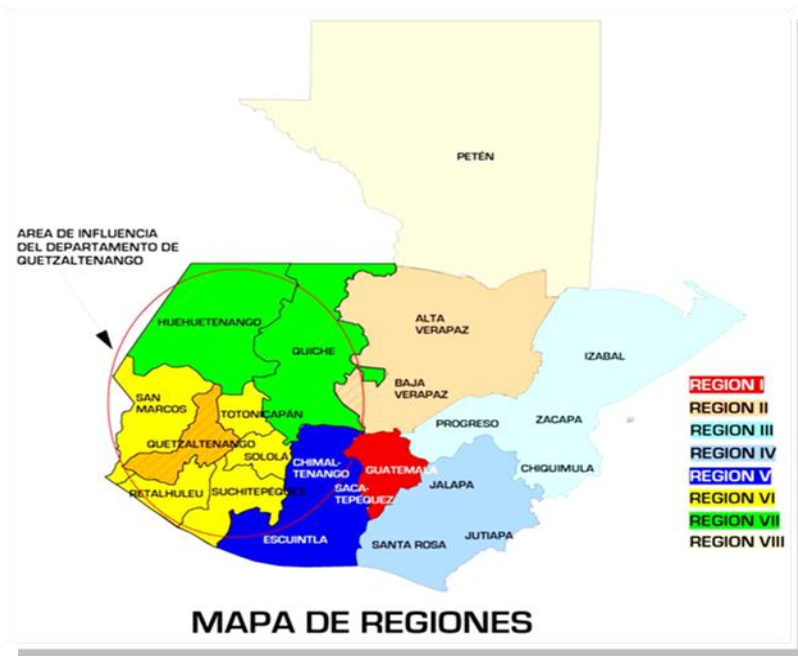 PETÉN
AREA DE INFLUENCIA
DEL DEPARTAMENTO DE
QUETZALTENANGO
HUEHUETENANGO
ALTA
VERAPAZ
QUICHE
IZABAL
BAJA
VERAPAZ
SAN
MARCOS
TOTONICAPÁN
PROGRESO
ZACAPA
QUETZALTENANGO
SOLOLA
CHIMAL-
TENANGO
GUATEMALA
CHIQUIMULA
RETALHULEU
SUCHITEPÉQUEZ
SACA-
TEPEQUEZ
JALAPA
ESCUINTLA
SANTA ROSA
JUTIAPA
REGION I
REGION II
REGION III
REGION IV
REGION V
REGION VI
REGION VII
REGION VIII
MAPA DE REGIONES